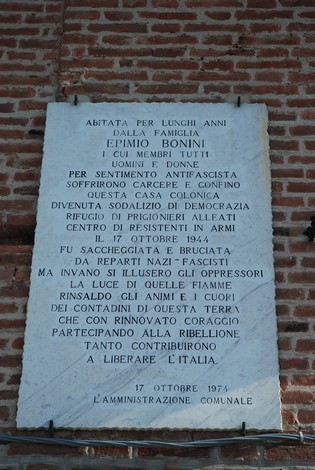 ABITATA PER LUNGHI ANNI
DALLA FAMIGLIA
EPIMIO BONINI
I CUI MEMBRI TUTTI
UOMINI E DONNE
PER SENTIMENTO ANTIFASCISTA
SOFFRIRONO CARCERE E CONFINO
QUESTA CASA COLONICA
DIVENUTA SODALIZIO DI DEMOCRAZIA
RIFUGIO DI PRIGIONIERI ALLEATI
CENTRO DI RESISTENTI IN ARMI
IL 17 OTTOBRE 1944
FU SACCHEGGIATA E BRUCIATA
DA REPARTI NAZI-FASCISTI
MA INVANO SI ILLUSERO GLI OPPRESSORI
LA LUCE DI QUELLE FIAMME
RINSALDO GLI ANIMI E I CUORI
DEI CONTADINI DI QUESTA TERRA
CHE CON RINNOVATO CORAGGIO
PARTECIPANDO ALLA RIBELLIONE
TANTO CONTRIBUIRONO
A LIBERARE L'ITALIA
17 OTTOBRE 1974
L'AMMINISTRAZIONE COMUNALE